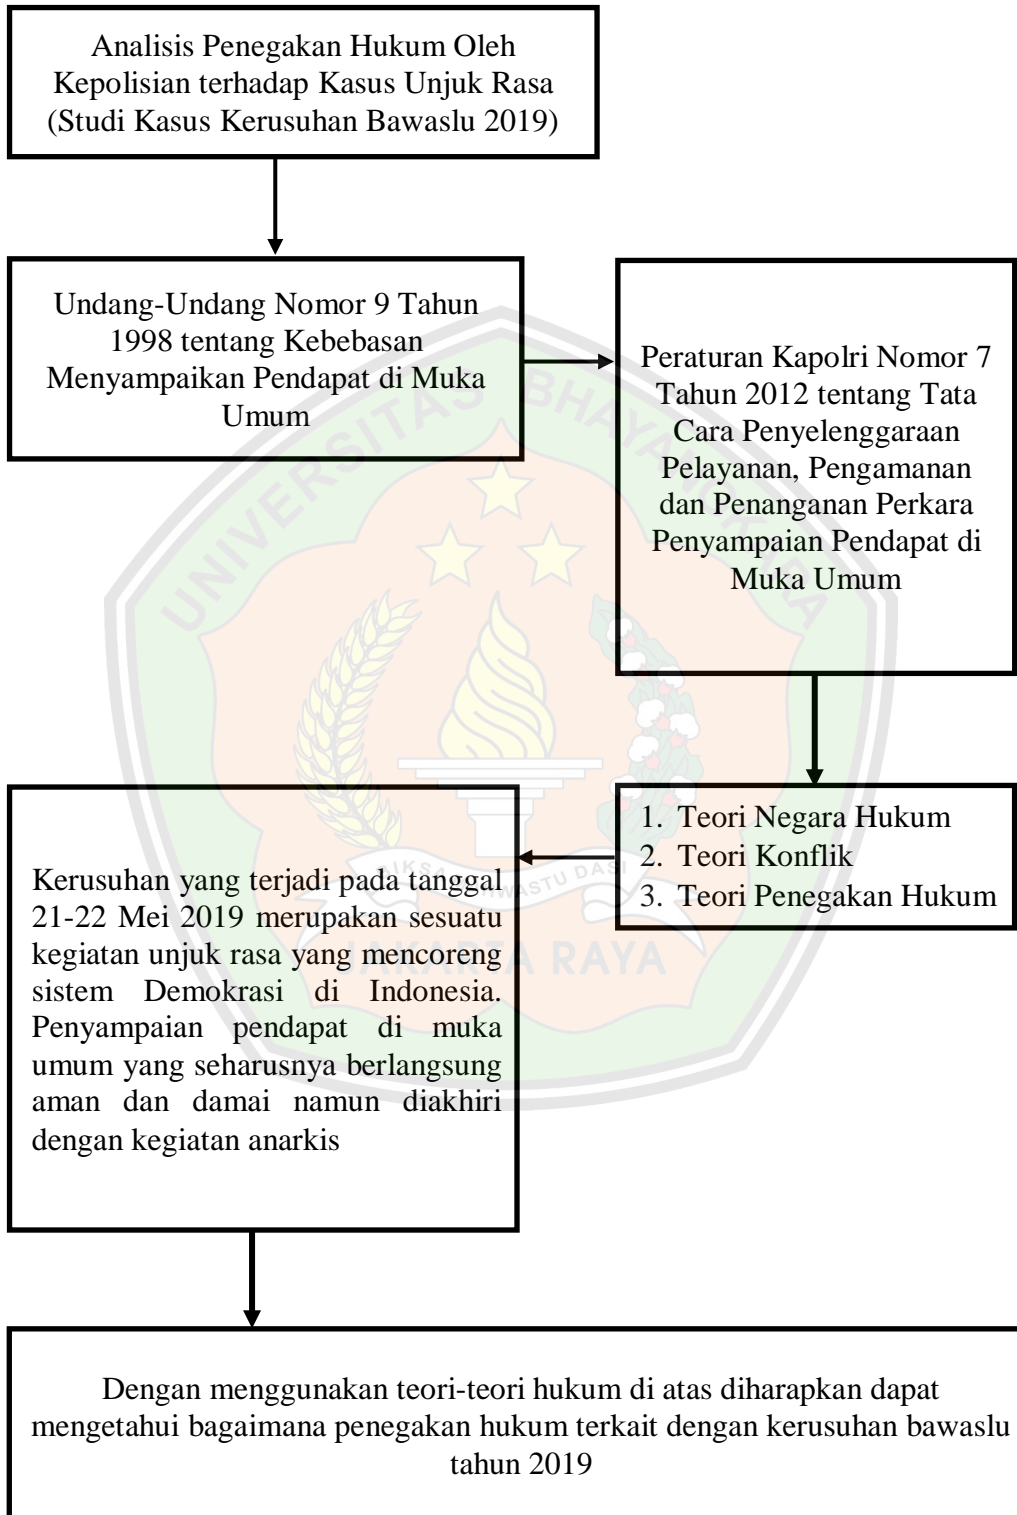 Analisis Penegakan Hukum Oleh
Kepolisian terhadap Kasus Unjuk Rasa
(Studi Kasus Kerusuhan Bawaslu 2019)
Undang-Undang Nomor 9 Tahun
1998 tentang Kebebasan
Menyampaikan Pendapat di Muka
Umum
Peraturan Kapolri Nomor 7
Tahun 2012 tentang Tata
Cara Penyelenggaraan
Pelayanan, Pengamanan
dan Penanganan Perkara
Penyampaian Pendapat di
Muka Umum
1. Teori Negara Hukum
2. Teori Konflik
3. Teori Penegakan Hukum
Kerusuhan yang terjadi pada tanggal
21-22 Mei 2019 merupakan sesuatu
kegiatan unjuk rasa yang mencoreng
sistem Demokrasi di Indonesia.
Penyampaian pendapat di muka
umum yang seharusnya berlangsung
aman dan damai namun diakhiri
dengan kegiatan anarkis
Dengan menggunakan teori-teori hukum di atas diharapkan dapat
mengetahui bagaimana penegakan hukum terkait dengan kerusuhan bawaslu
tahun 2019
UNIVERSITAS BHAYANGKARA
JAKARTA RAYA